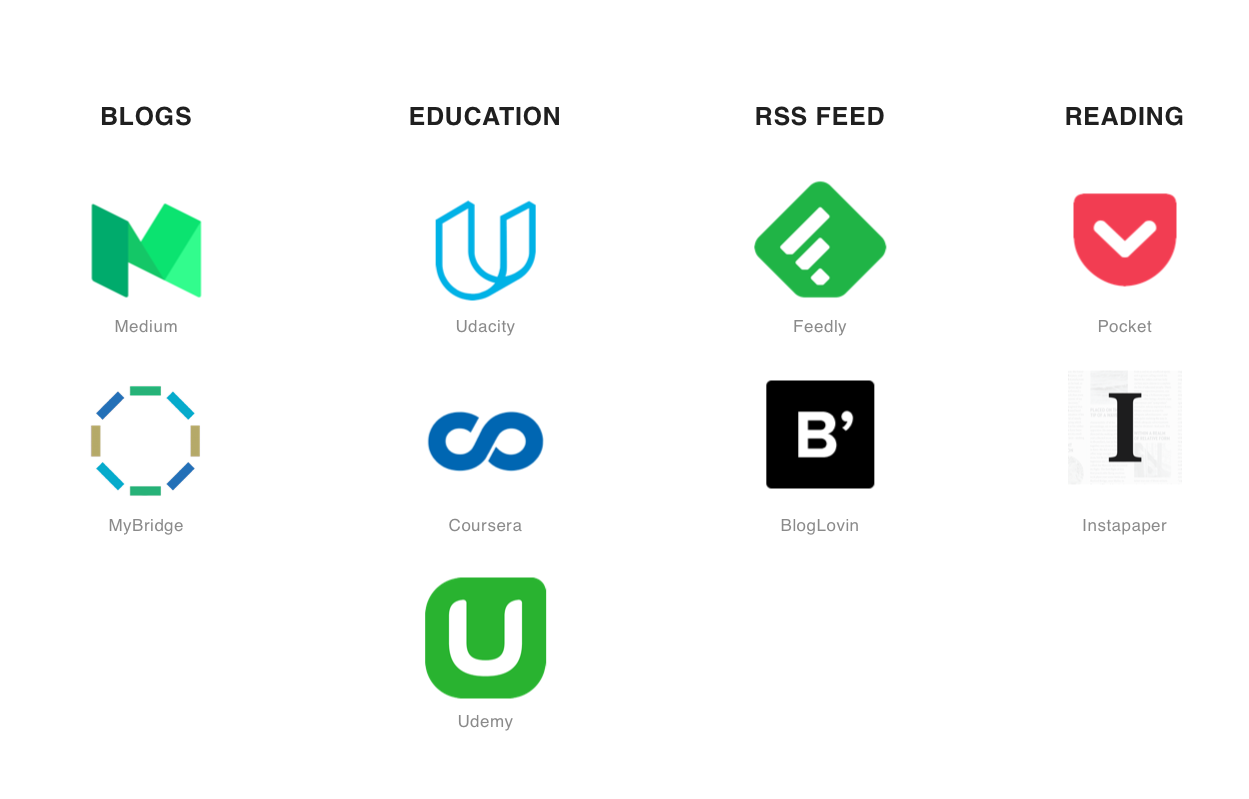 BLOGS
EDUCATION
RSS FEED
READING
Medium
Udacity
Feedly
Pocket
B’
I
MyBridge
Coursera
BlogLovin
Instapaper
Udemy